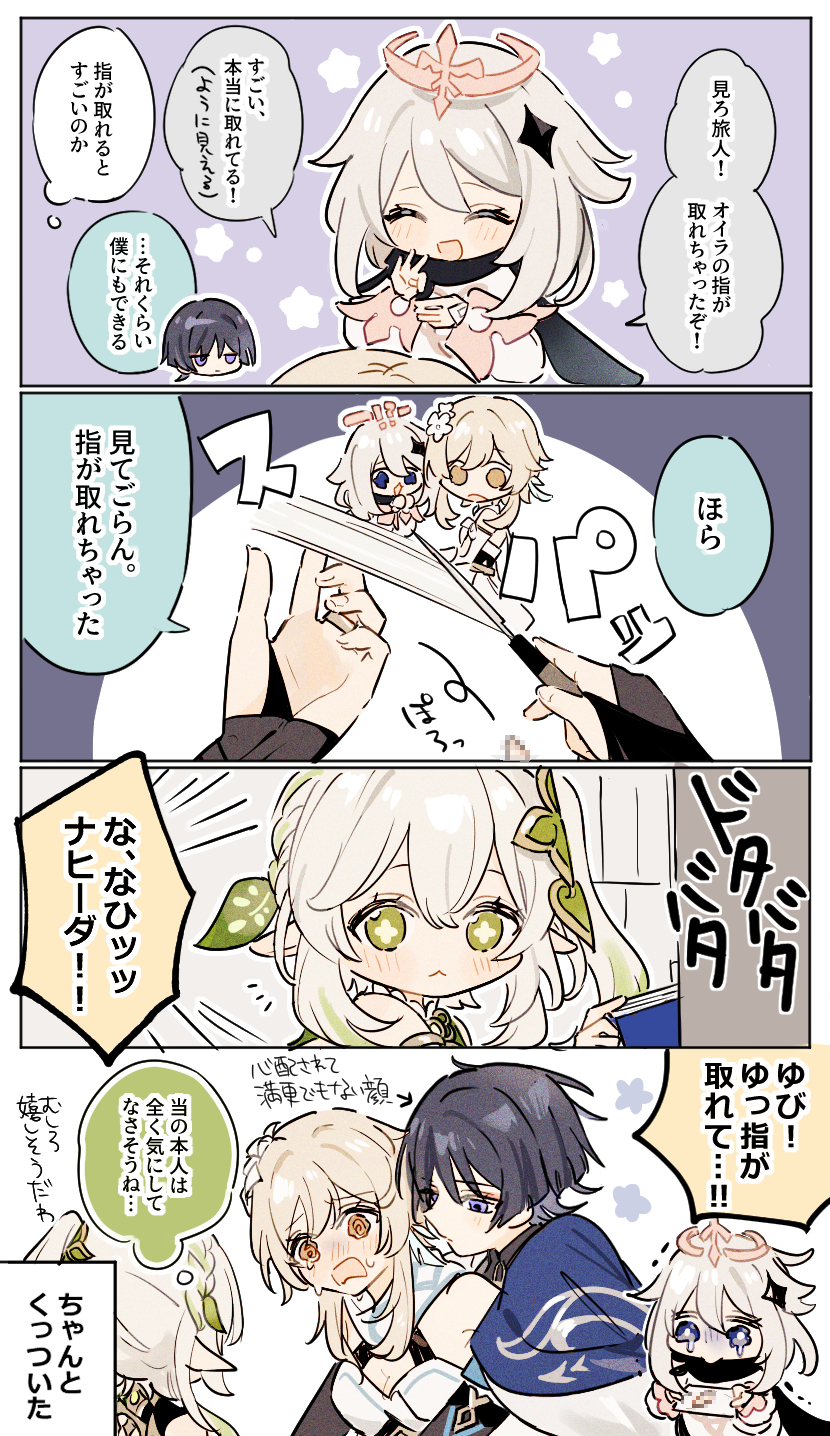 見ろ旅人！
オイラの指が
取れちゃったぞ！
すごい、
本当に取れてる！
(ように見える)
指が取れると
すごいのか
…それくらい
僕にもできる
ほら
スパッ
ぽろっ
見てごらん。
指が取れちゃった
ドタドタ
バタバタ
な、なひッッ
ナヒーダ！！
ゆび！
ゆっ指が
取れて…!!
心配されて
満更でもない顔
当の本人は
全く気にして
なさそうね…
むしろ
嬉しそうだわ
ちゃんと
くっついた